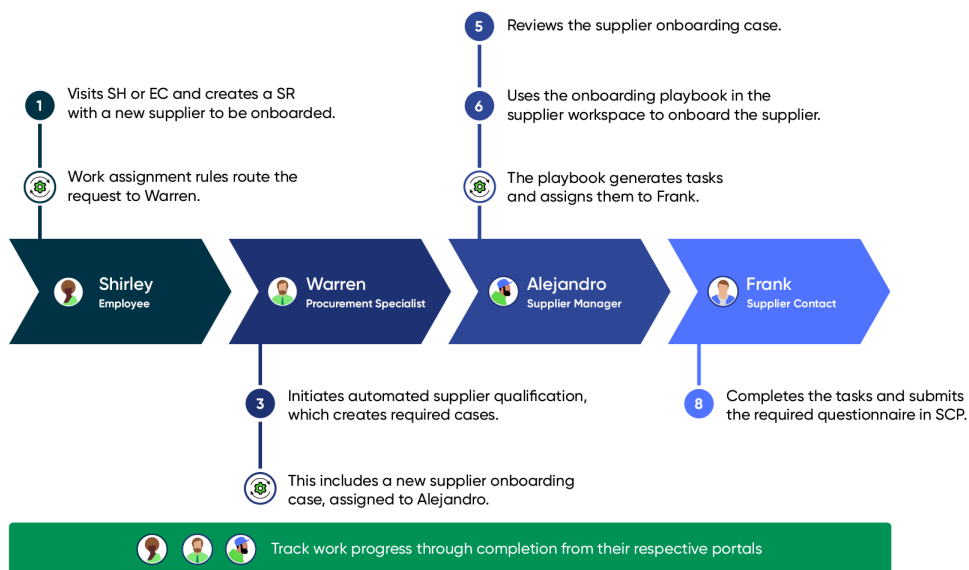 1
Visits SH or EC and creates a SR
with a new supplier to be onboarded.
Work assignment rules route the
request to Warren.
5
Reviews the supplier onboarding case.
6
Uses the onboarding playbook in the
supplier workspace to onboard the supplier.
The playbook generates tasks
and assigns them to Frank.
Shirley
Employee
Warren
Procurement Specialist
Alejandro
Supplier Manager
Frank
Supplier Contact
3
Initiates automated supplier qualification,
which creates required cases.
This includes a new supplier onboarding
case, assigned to Alejandro.
8
Completes the tasks and submits
the required questionnaire in SCP.
Track work progress through completion from their respective portals